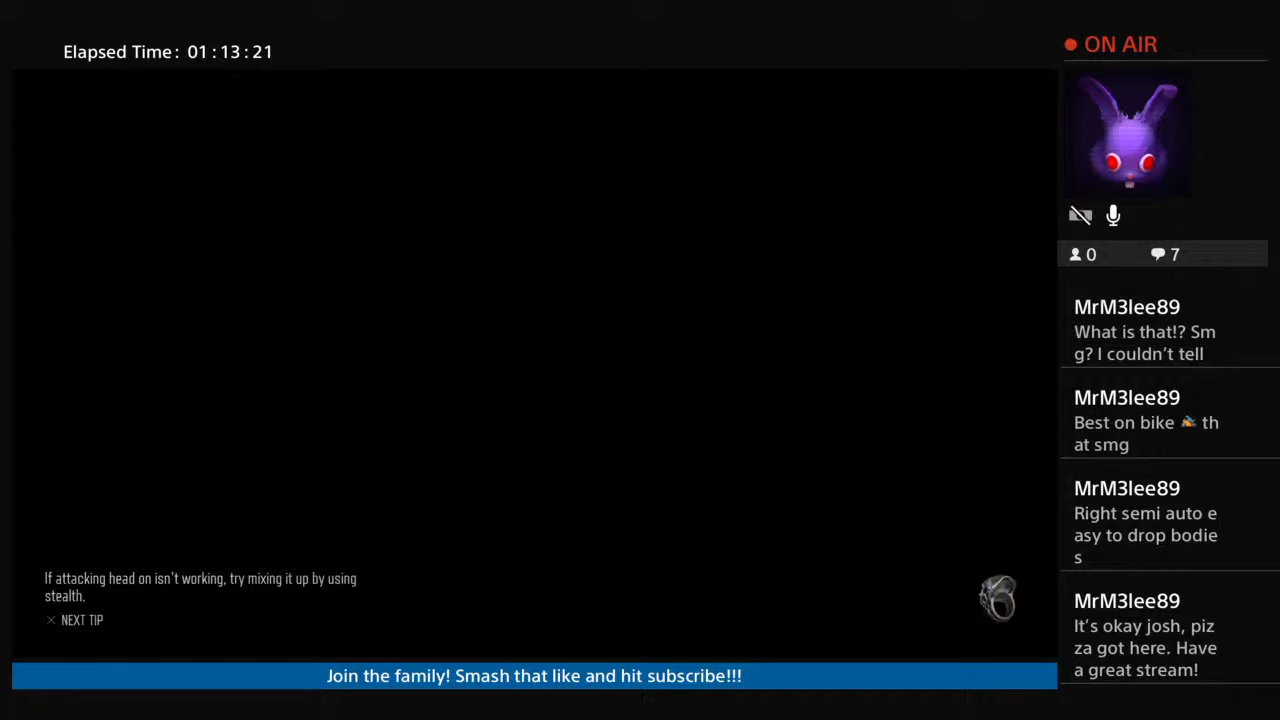 Elapsed Time: 01:13:21
ON AIR
0
7
MrM3lee89
What is that!? Sm
g? I couldn't tell
MrM3lee89
Best on bike 🚵 th
at smg
MrM3lee89
Right semi auto e
asy to drop bodie
s
MrM3lee89
It's okay josh, piz
za got here. Have
a great stream!
If attacking head on isn't working, try mixing it up by using
stealth.
NEXT TIP
Join the family! Smash that like and hit subscribe!!!